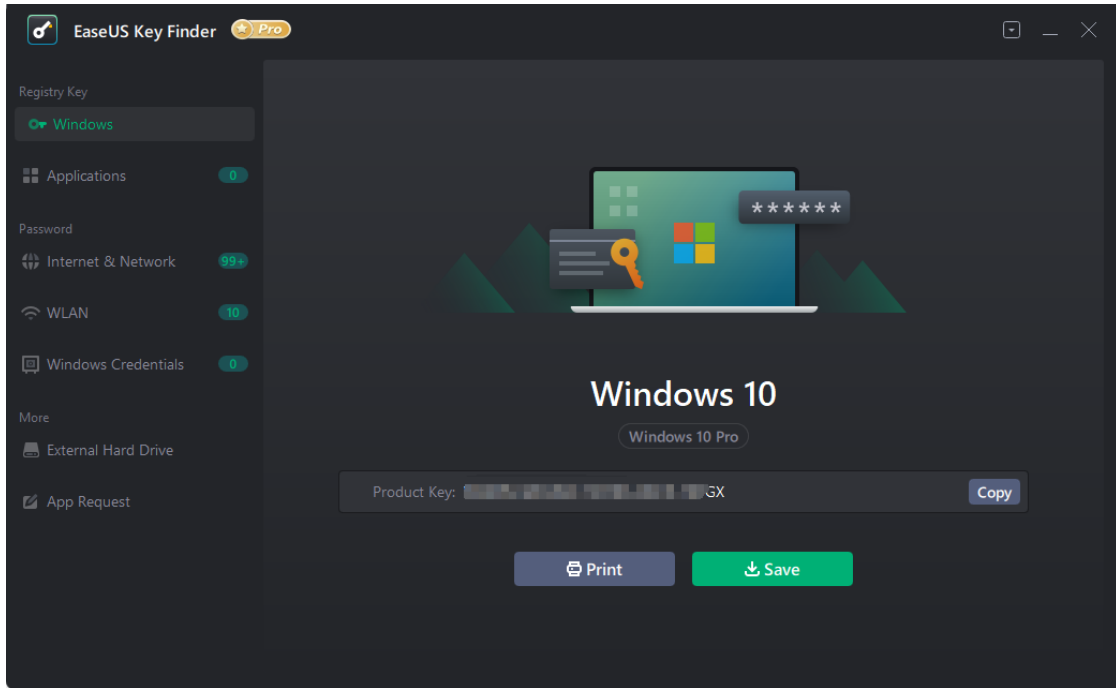 EaseUS Key Finder Pro
Registry Key
Windows
Applications 0
Password
Internet & Network 99+
WLAN 10
Windows Credentials 0
More
External Hard Drive
App Request
******
Windows 10
Windows 10 Pro
Product Key: GX Copy
Print Save